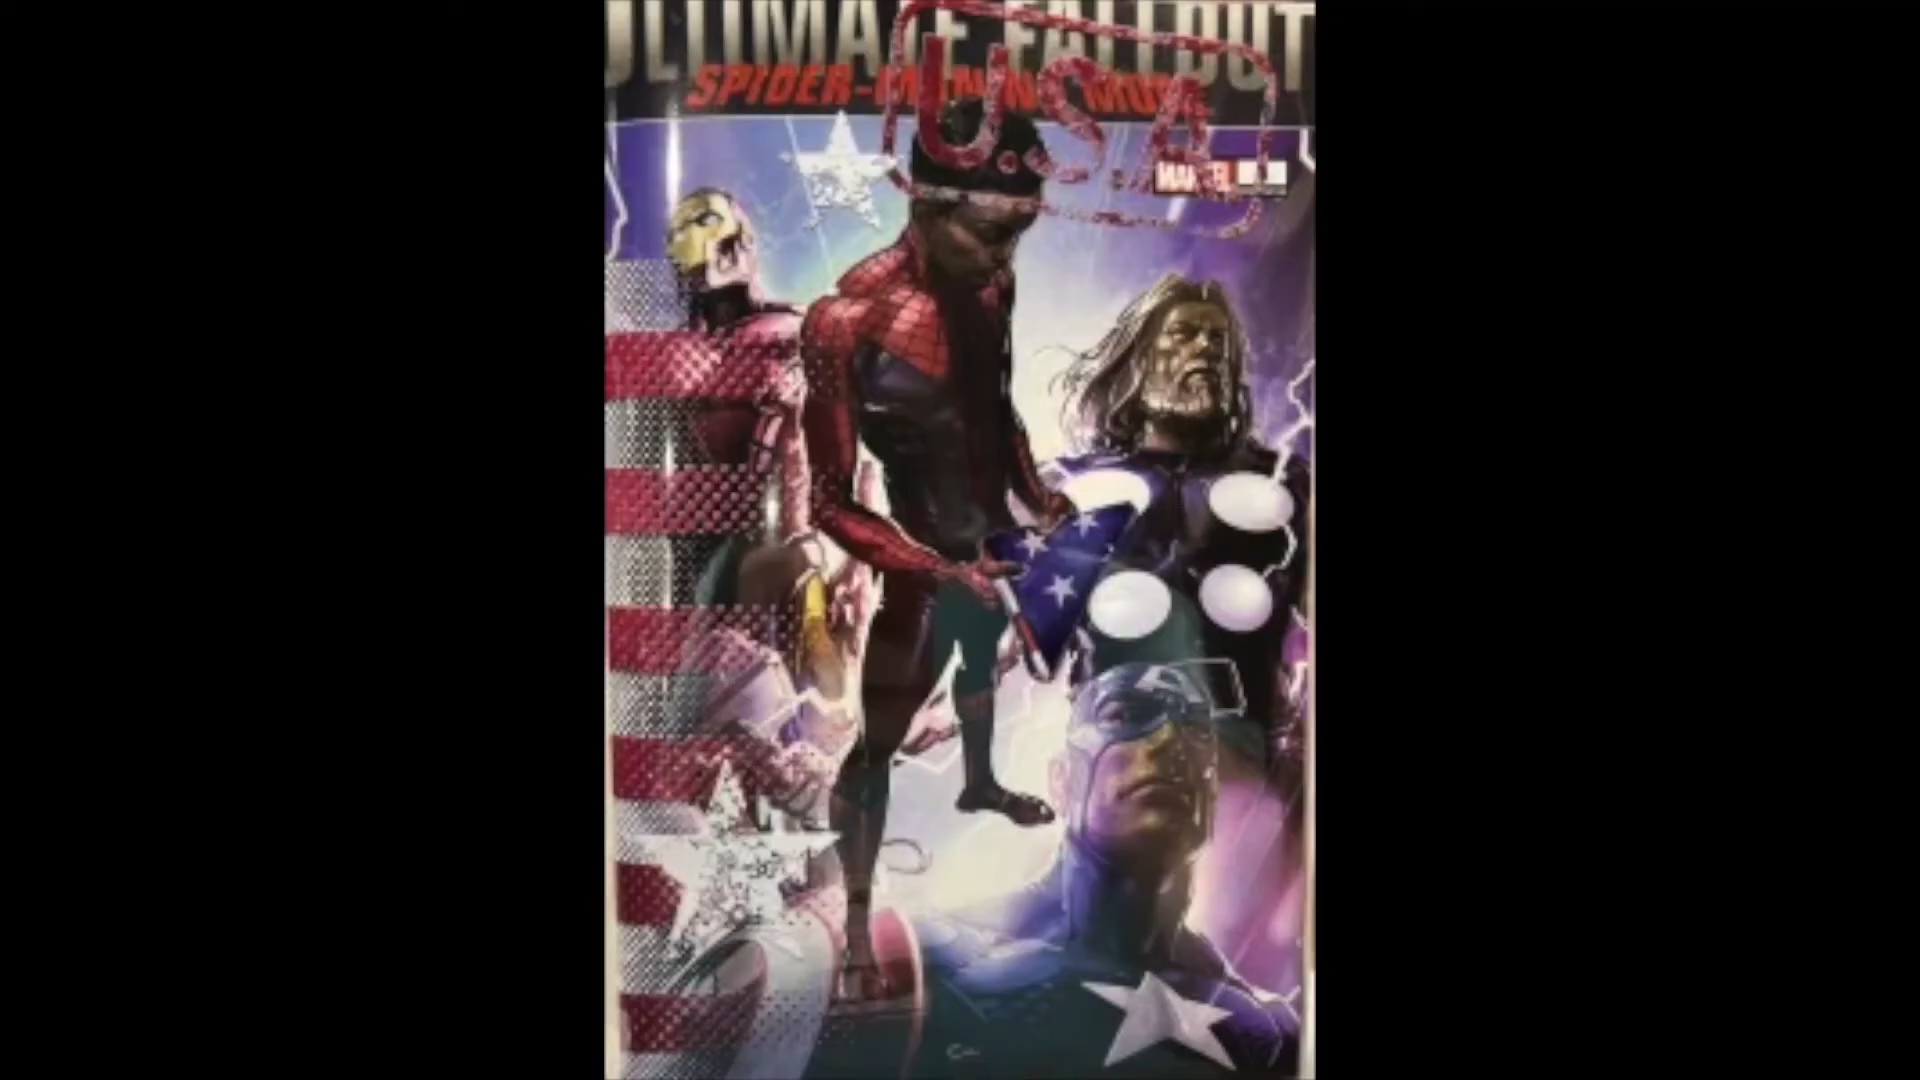 ULTIMATE FALLOUT
SPIDER-MAN NO MORE
U.S.A
MARVEL